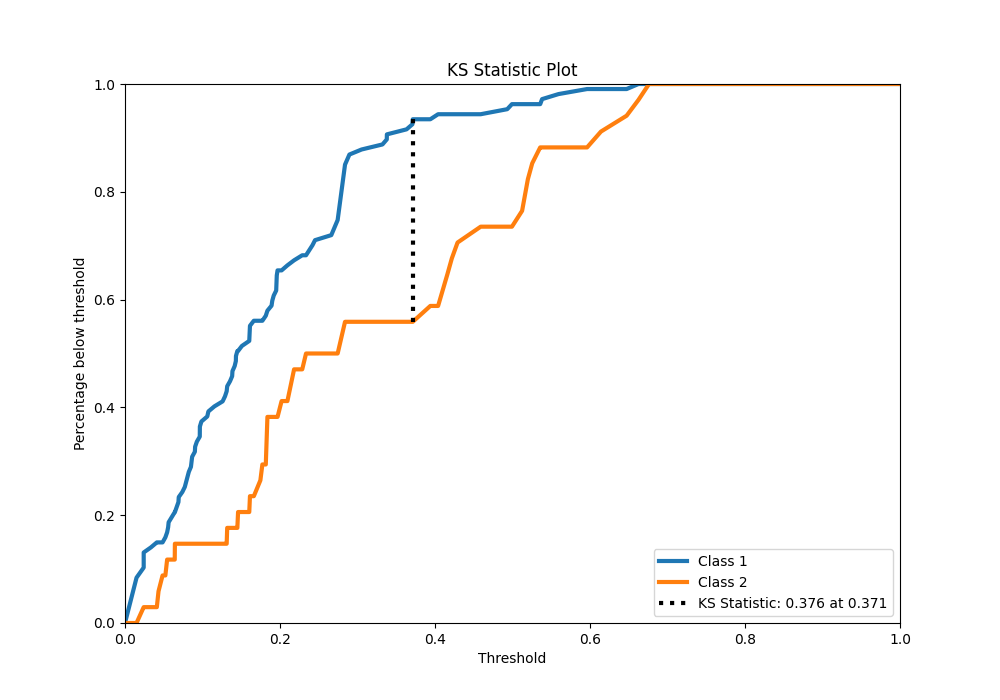 KS Statistic Plot
1.0
0.8
0.6
0.4
0.2
0.0
Percentage below threshold
0.0 0.2 0.4 0.6 0.8 1.0
Threshold
Class 1
Class 2
KS Statistic: 0.376 at 0.371